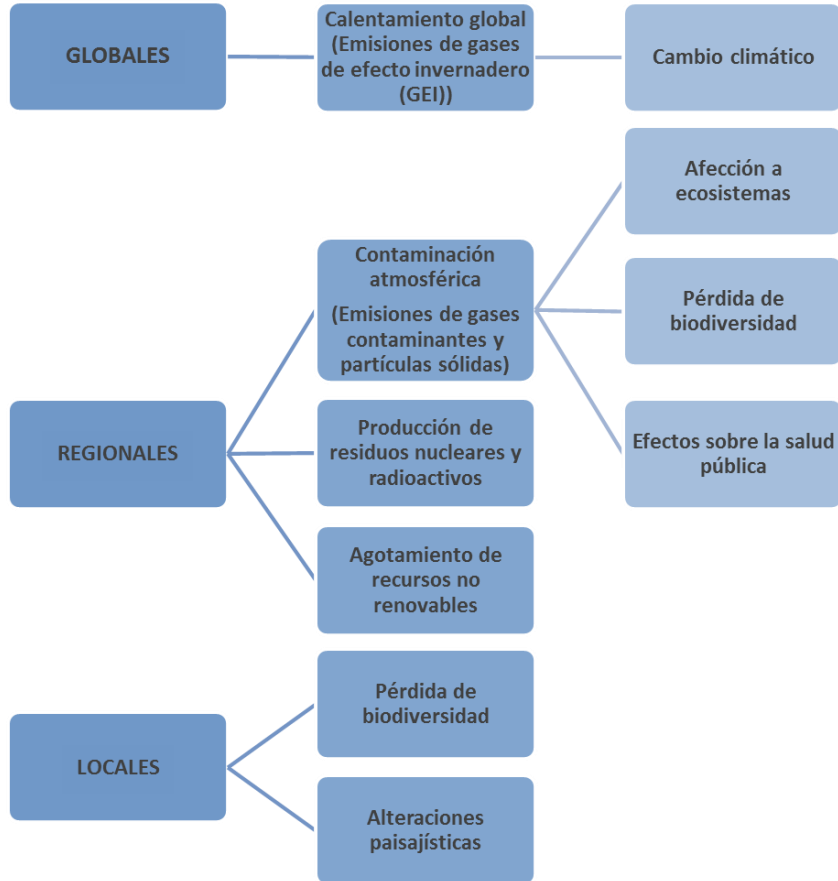 GLOBALES
Calentamiento global
(Emisiones de gases
de efecto invernadero
(GEI))
Cambio climático
REGIONALES
Contaminación
atmosférica
(Emisiones de gases
contaminantes y
partículas sólidas)
Afección a
ecosistemas
Pérdida de
biodiversidad
Efectos sobre la salud
pública
Producción de
residuos nucleares y
radioactivos
Agotamiento de
recursos no
renovables
LOCALES
Pérdida de
biodiversidad
Alteraciones
paisajísticas